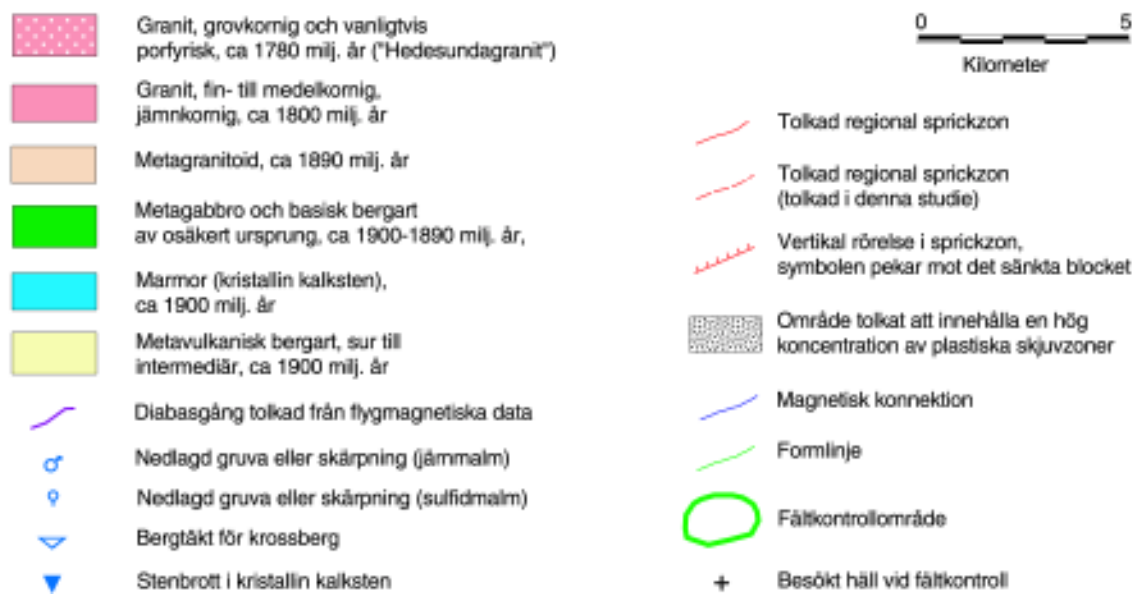 Granit, grovkornig och vanligtvis
porfyrisk, ca 1780 milj. år ("Hedesundagranit")
Granit, fin- till medelkornig,
jämnkornig, ca 1800 milj. år
Metagranitoid, ca 1890 milj. år
Metagabbro och basisk bergart
av osäkert ursprung, ca 1900-1890 milj. år,
Marmor (kristallin kalksten),
ca 1900 milj. år
Metavulkanisk bergart, sur till
intermediär, ca 1900 milj. år
Diabasgång tolkad från flygmagnetiska data
Nedlagd gruva eller skärpning (järnmalm)
Nedlagd gruva eller skärpning (sulfidmalm)
Bergtäkt för krossberg
Stenbrott i kristallin kalksten
0 5
Kilometer
Tolkad regional sprickzon
Tolkad regional sprickzon
(tolkad i denna studie)
Vertikal rörelse i sprickzon,
symbolen pekar mot det sänkta blocket
Område tolkat att innehålla en hög
koncentration av plastiska skjuvzoner
Magnetisk konnektion
Formlinje
Fältkontrollområde
Besökt häll vid fältkontroll